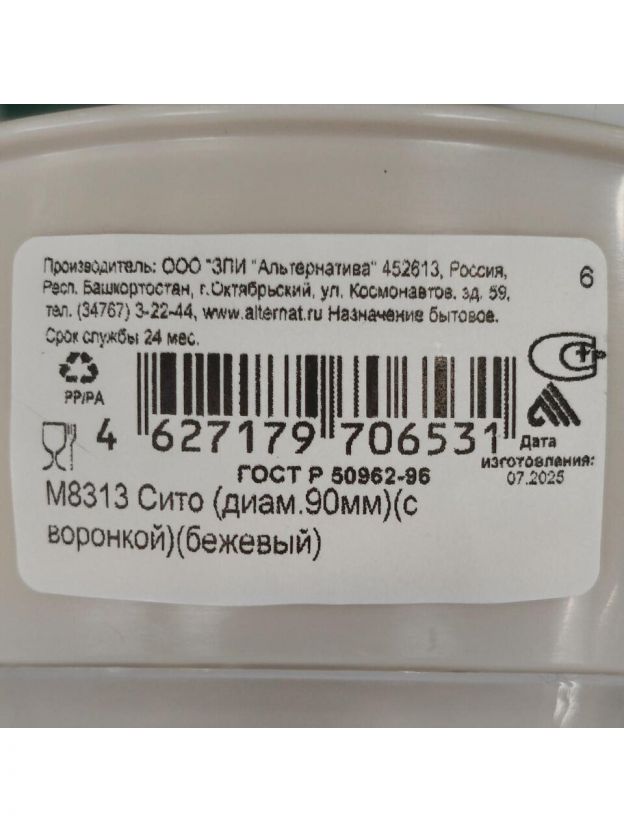 Производитель: ООО "ЗПИ "Альтернатива" 452613, Россия,
Респ. Башкортостан, г.Октябрьский, ул. Космонавтов, зд. 59,
тел. (34767) 3-22-44, www.alternat.ru Назначение бытовое.
Срок службы 24 мес.
6
PP/PA
4 627179 706531
Дата
изготовления:
07.2025
ГОСТ Р 50962-96
М8313 Сито (диам.90мм)(с
воронкой)(бежевый)